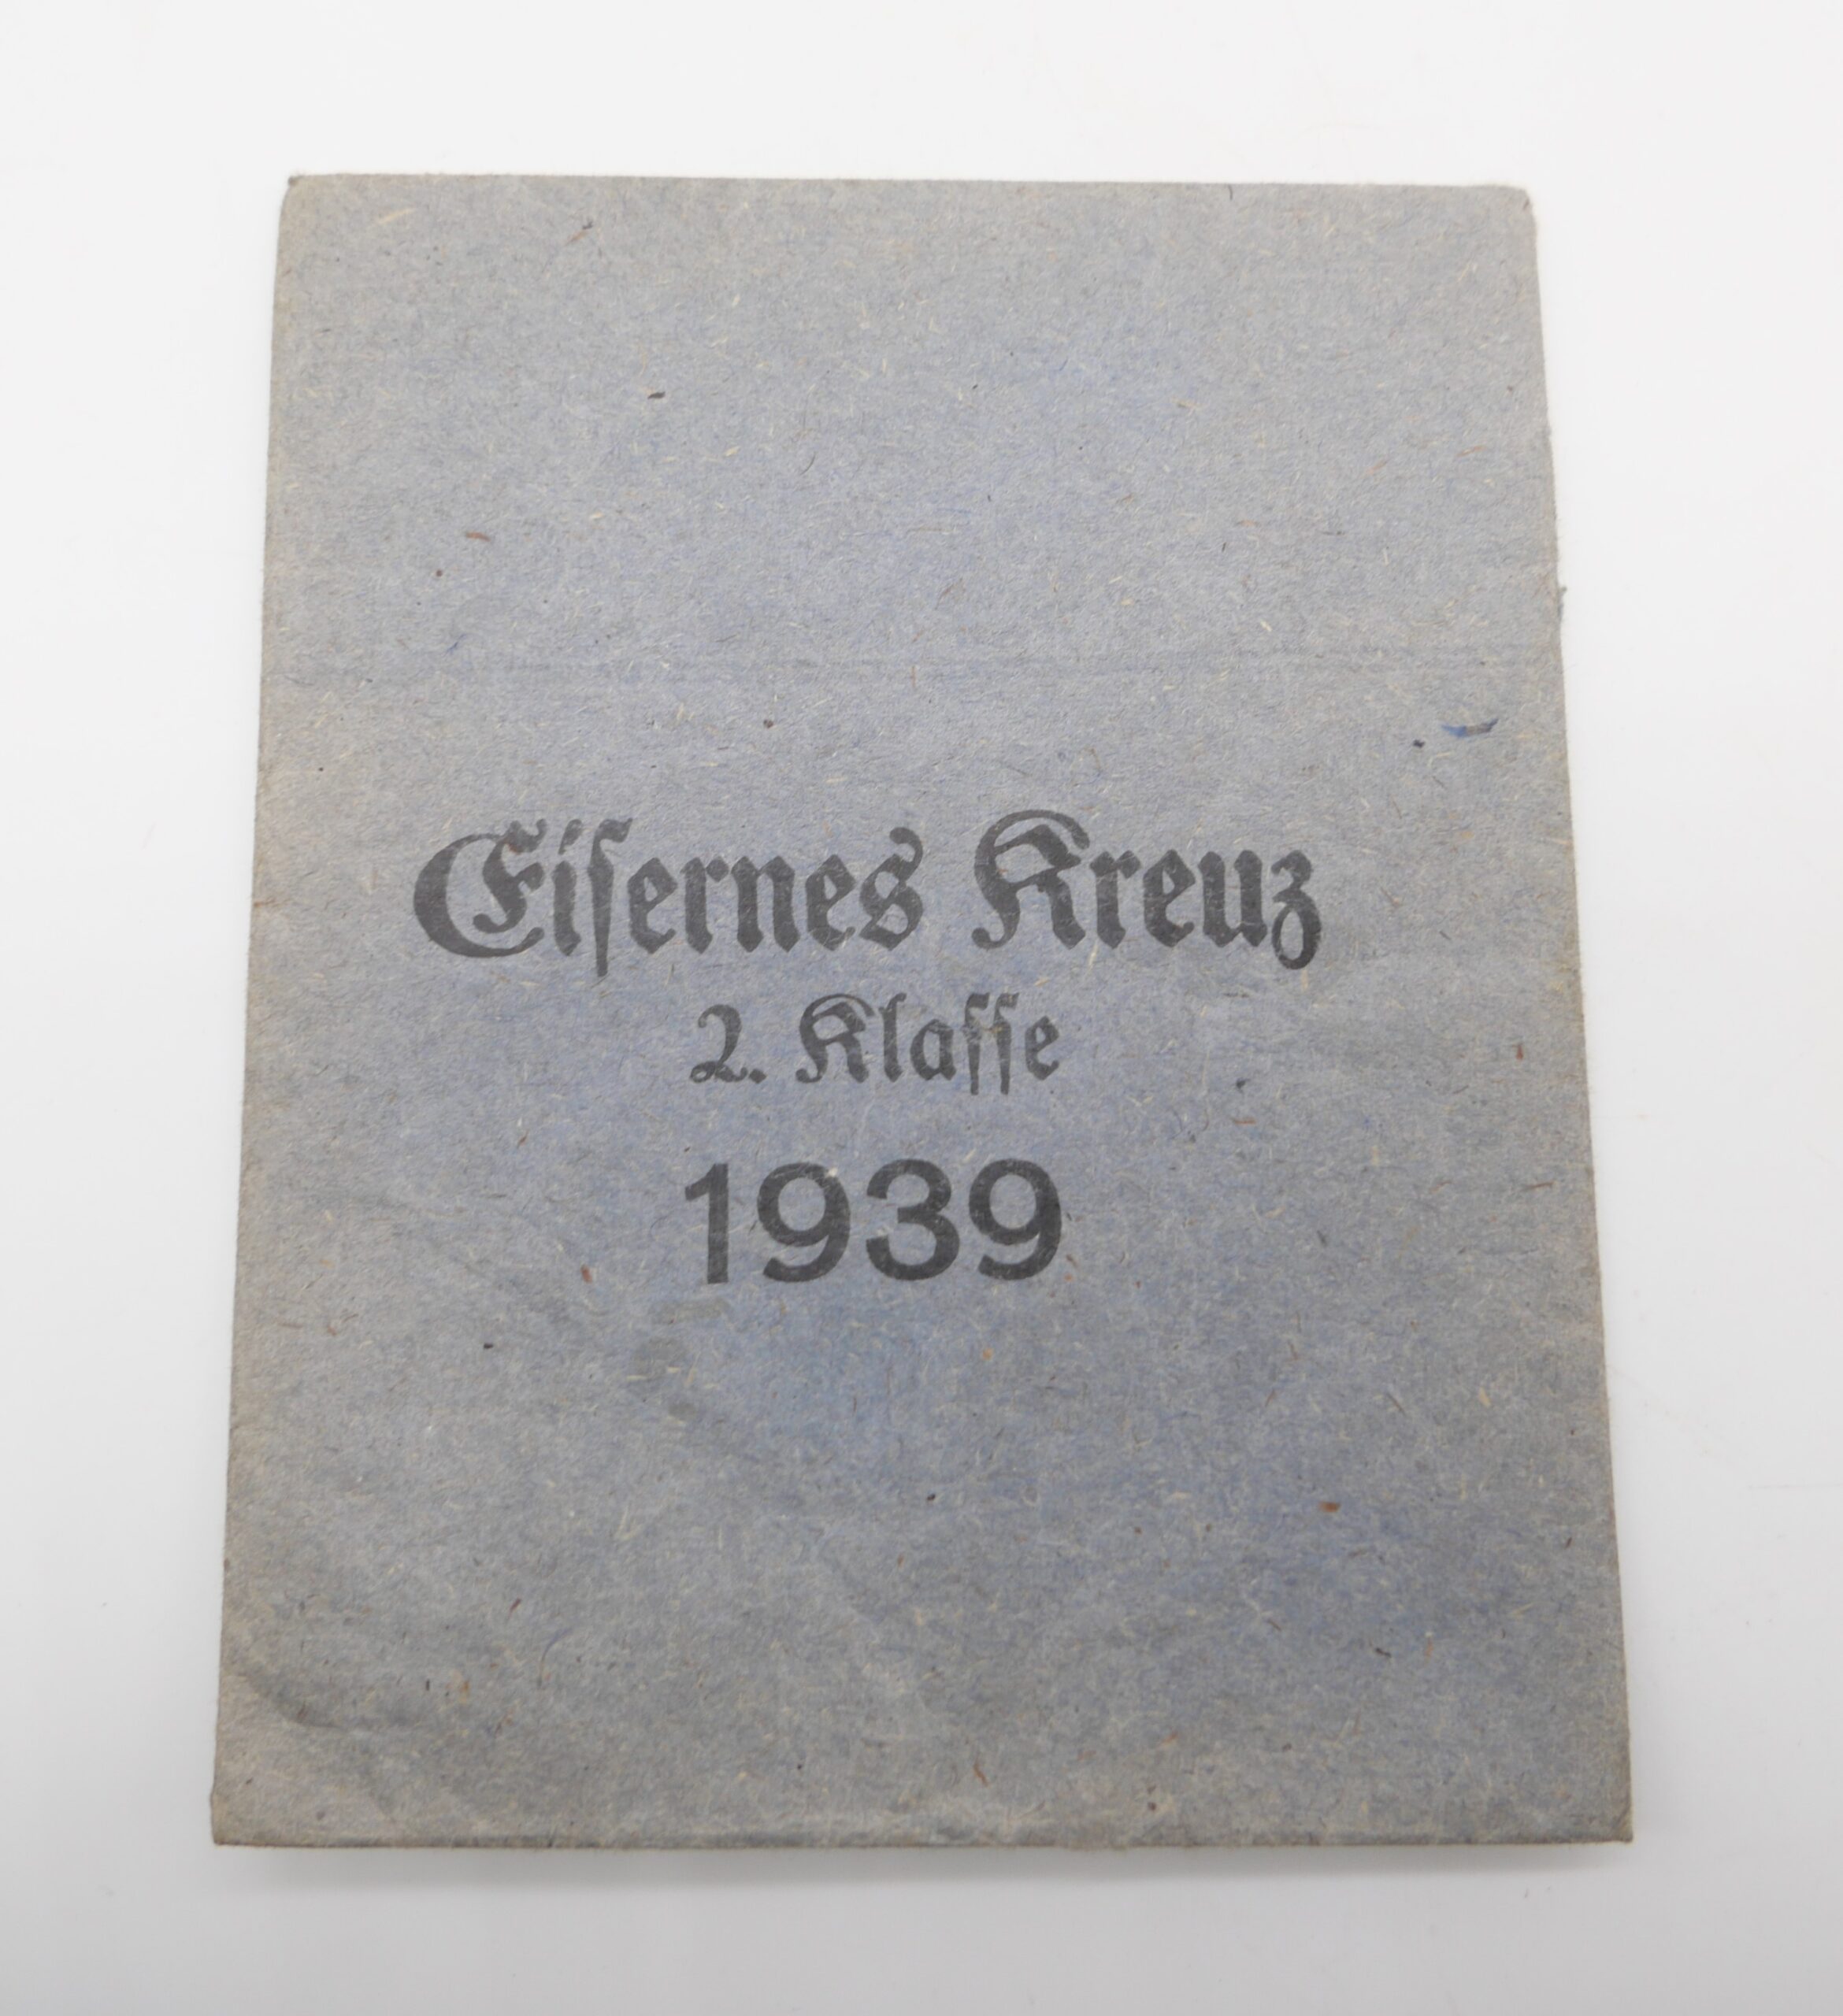 Eiſernes Kreuz
2. Klaſſe
1939